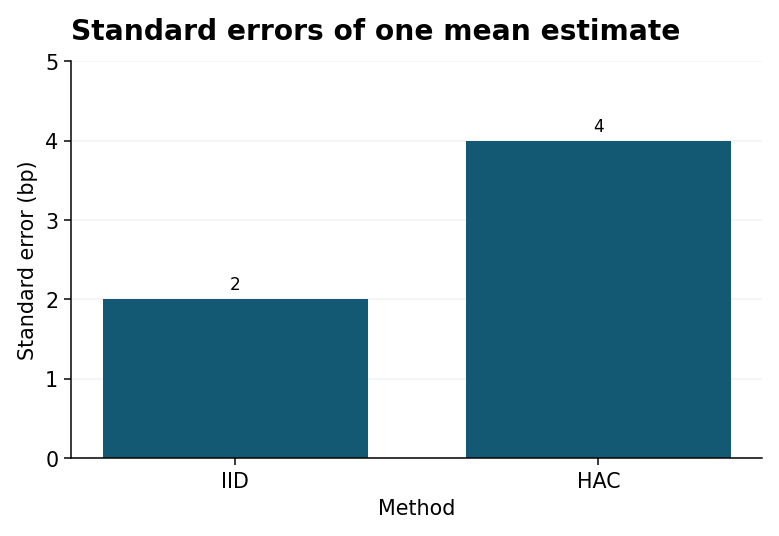 Standard errors of one mean estimate
Standard error (bp)
5
4
3
2
1
0
2
4
IID
HAC
Method